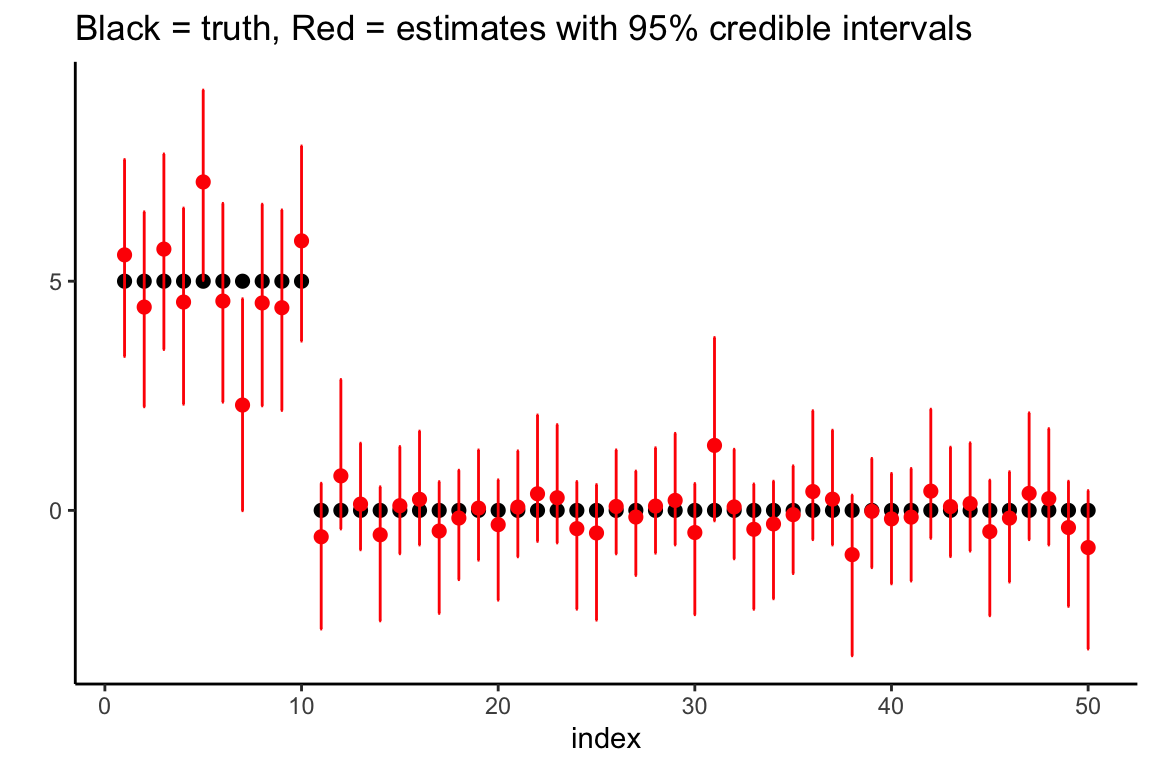 Black = truth, Red = estimates with 95% credible intervals
5
0
0 10 20 30 40 50
index